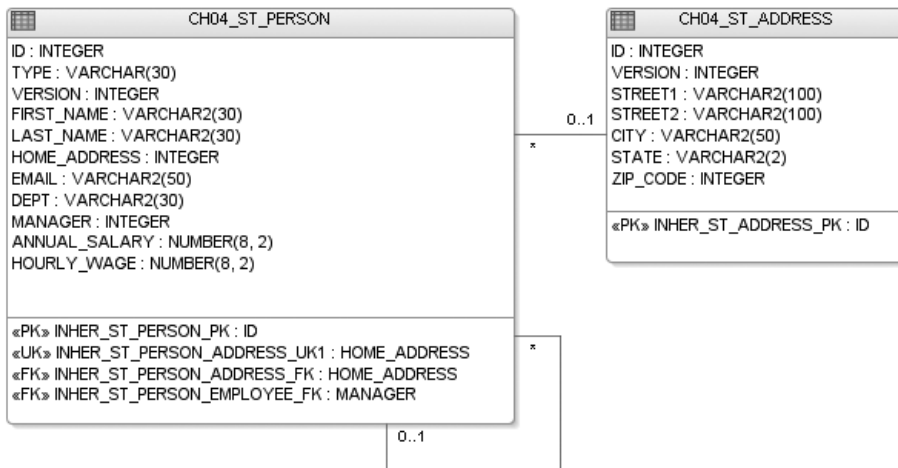 CH04_ST_PERSON
ID : INTEGER
TYPE : VARCHAR(30)
VERSION : INTEGER
FIRST_NAME : VARCHAR2(30)
LAST_NAME : VARCHAR2(30)
HOME_ADDRESS : INTEGER
EMAIL : VARCHAR2(50)
DEPT : VARCHAR2(30)
MANAGER : INTEGER
ANNUAL_SALARY : NUMBER(8, 2)
HOURLY_WAGE : NUMBER(8, 2)
«PK» INHER_ST_PERSON_PK : ID
«UK» INHER_ST_PERSON_ADDRESS_UK1 : HOME_ADDRESS
«FK» INHER_ST_PERSON_ADDRESS_FK : HOME_ADDRESS
«FK» INHER_ST_PERSON_EMPLOYEE_FK : MANAGER
0..1
*
*
0..1
CH04_ST_ADDRESS
ID : INTEGER
VERSION : INTEGER
STREET1 : VARCHAR2(100)
STREET2 : VARCHAR2(100)
CITY : VARCHAR2(50)
STATE : VARCHAR2(2)
ZIP_CODE : INTEGER
«PK» INHER_ST_ADDRESS_PK : ID